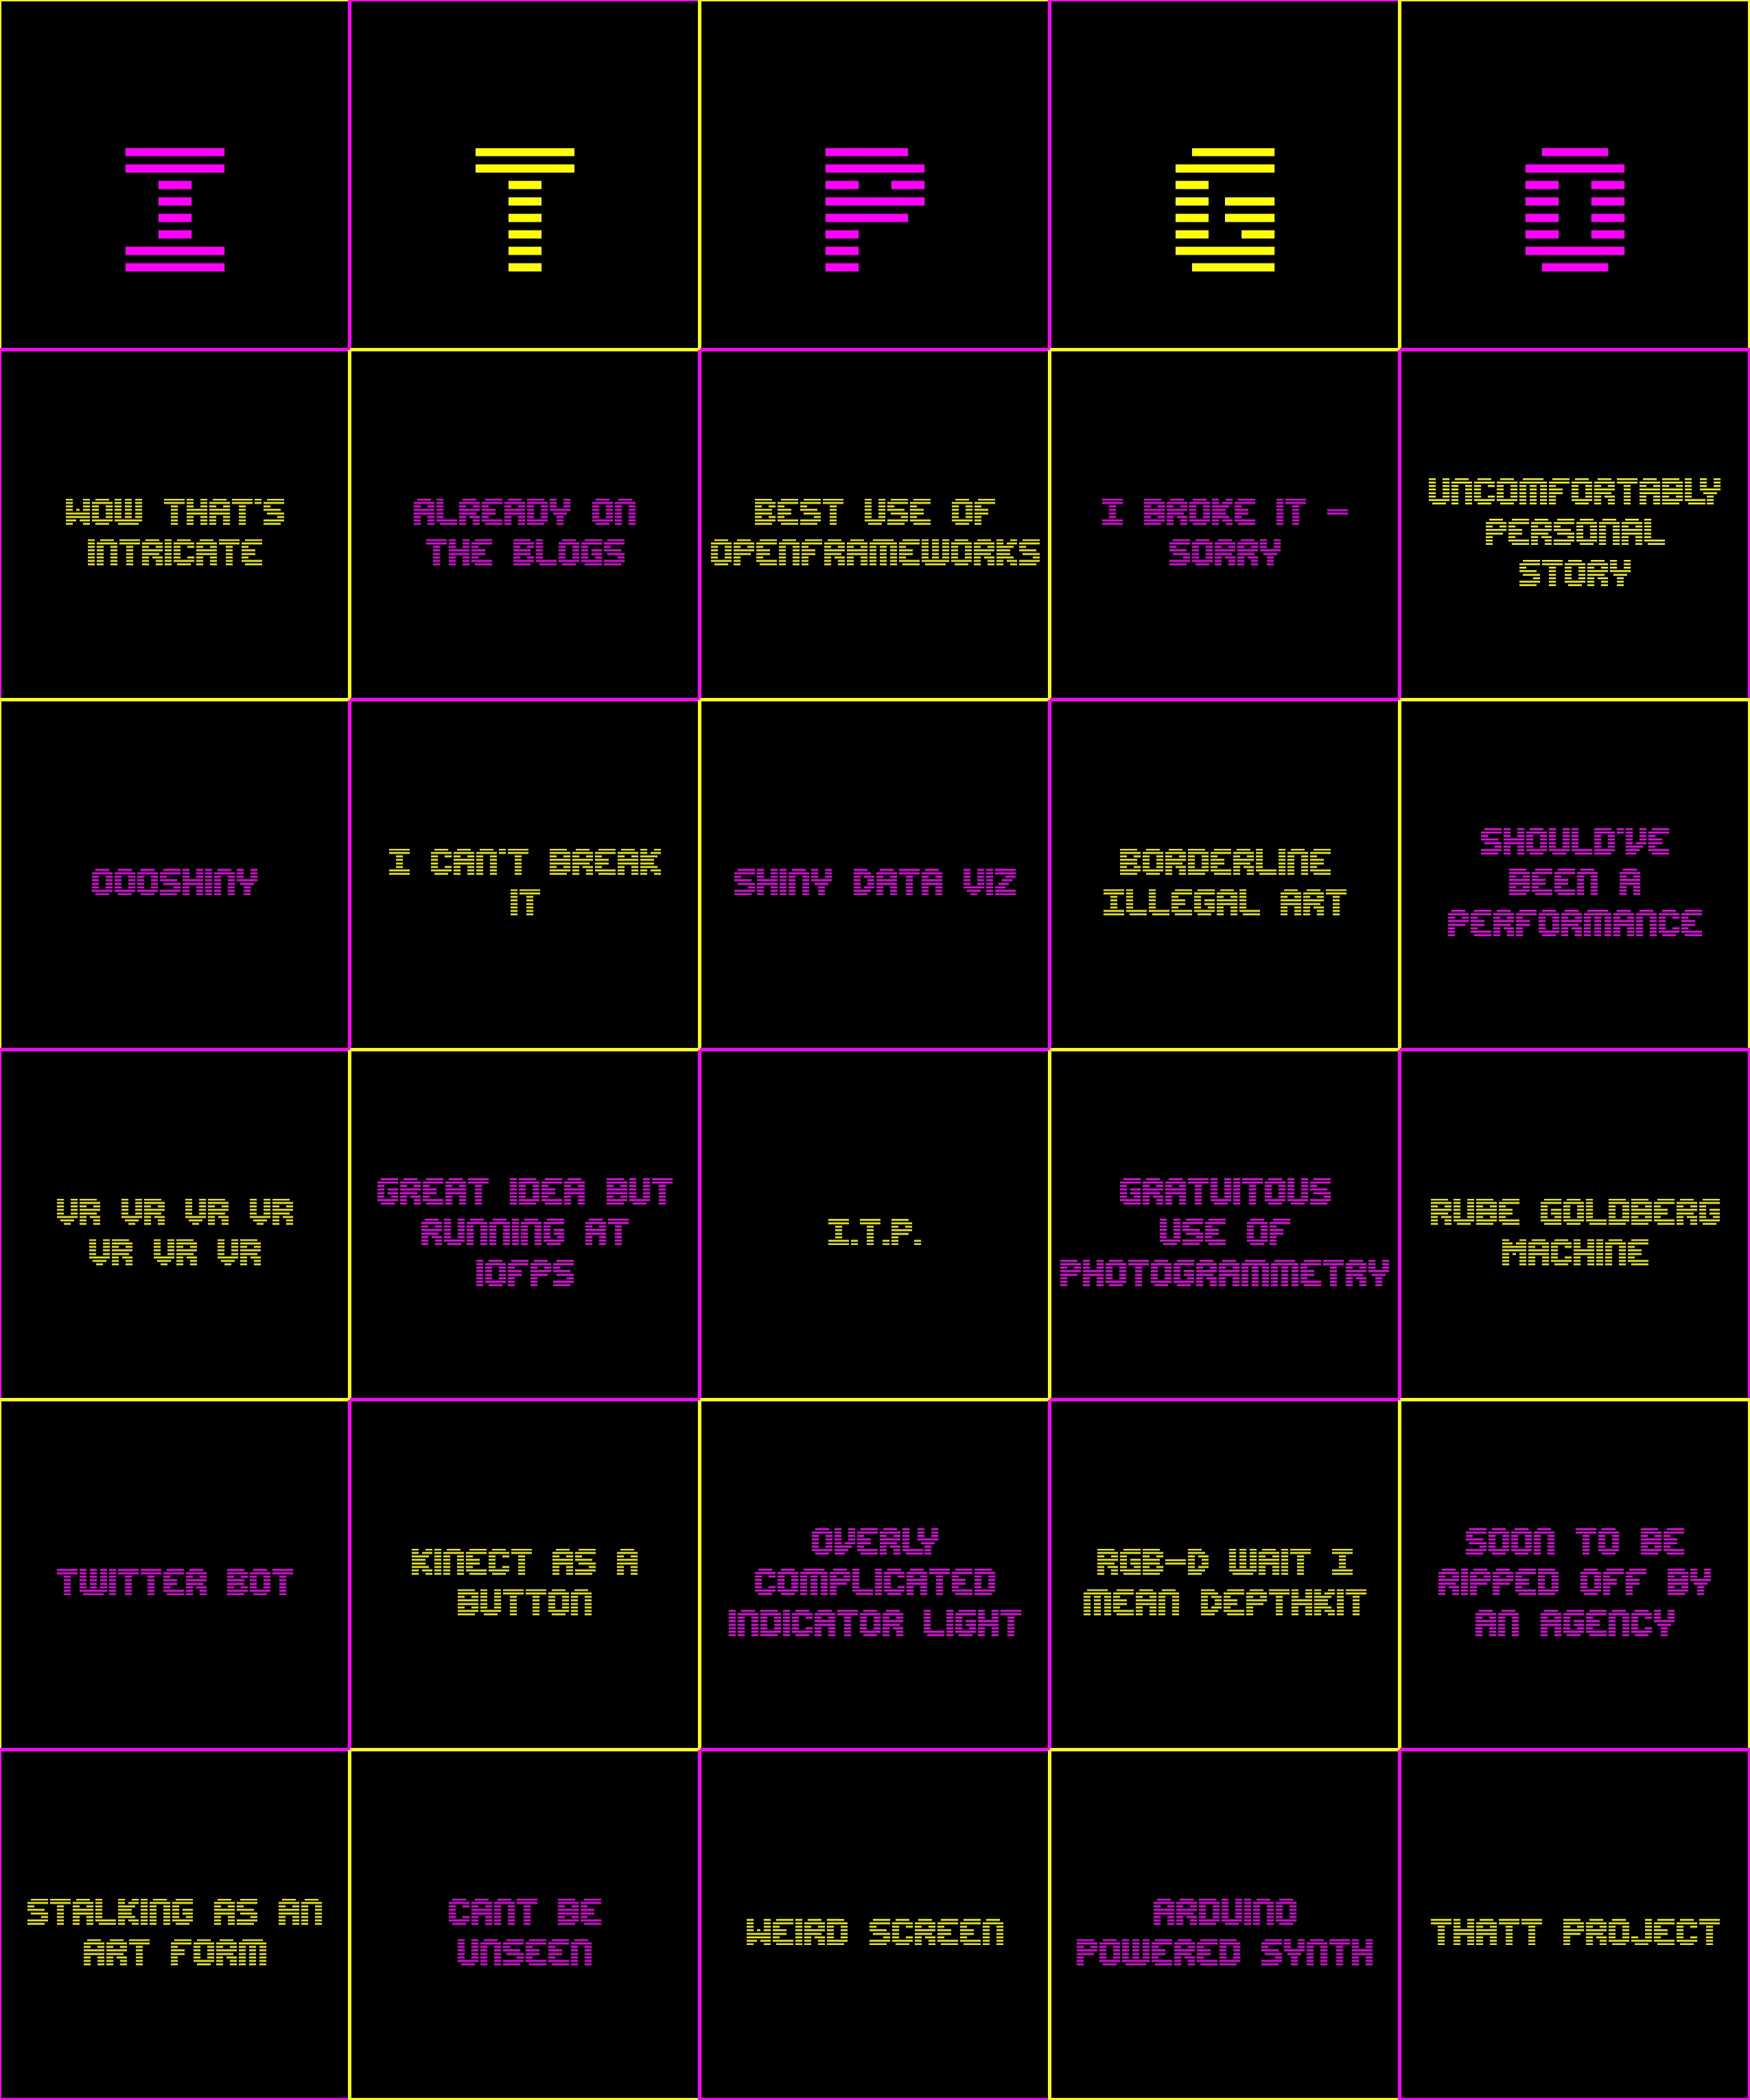 I
T
P
G
O
WOW THAT'S
INTRICATE
ALREADY ON
THE BLOGS
BEST USE OF
OPENFRAMEWORKS
I BROKE IT -
SORRY
UNCOMFORTABLY
PERSONAL
STORY
OOOSHINY
I CAN'T BREAK
IT
SHINY DATA VIZ
BORDERLINE
ILLEGAL ART
SHOULD'VE
BEEN A
PERFORMANCE
VR VR VR VR
VR VR VR
GREAT IDEA BUT
RUNNING AT
10FPS
I.T.P.
GRATUITOUS
USE OF
PHOTOGRAMMETRY
RUBE GOLDBERG
MACHINE
TWITTER BOT
KINECT AS A
BUTTON
OVERLY
COMPLICATED
INDICATOR LIGHT
RGB-D WAIT I
MEAN DEPTHKIT
SOON TO BE
RIPPED OFF BY
AN AGENCY
STALKING AS AN
ART FORM
CANT BE
UNSEEN
WEIRD SCREEN
ARDUINO
POWERED SYNTH
THATT PROJECT